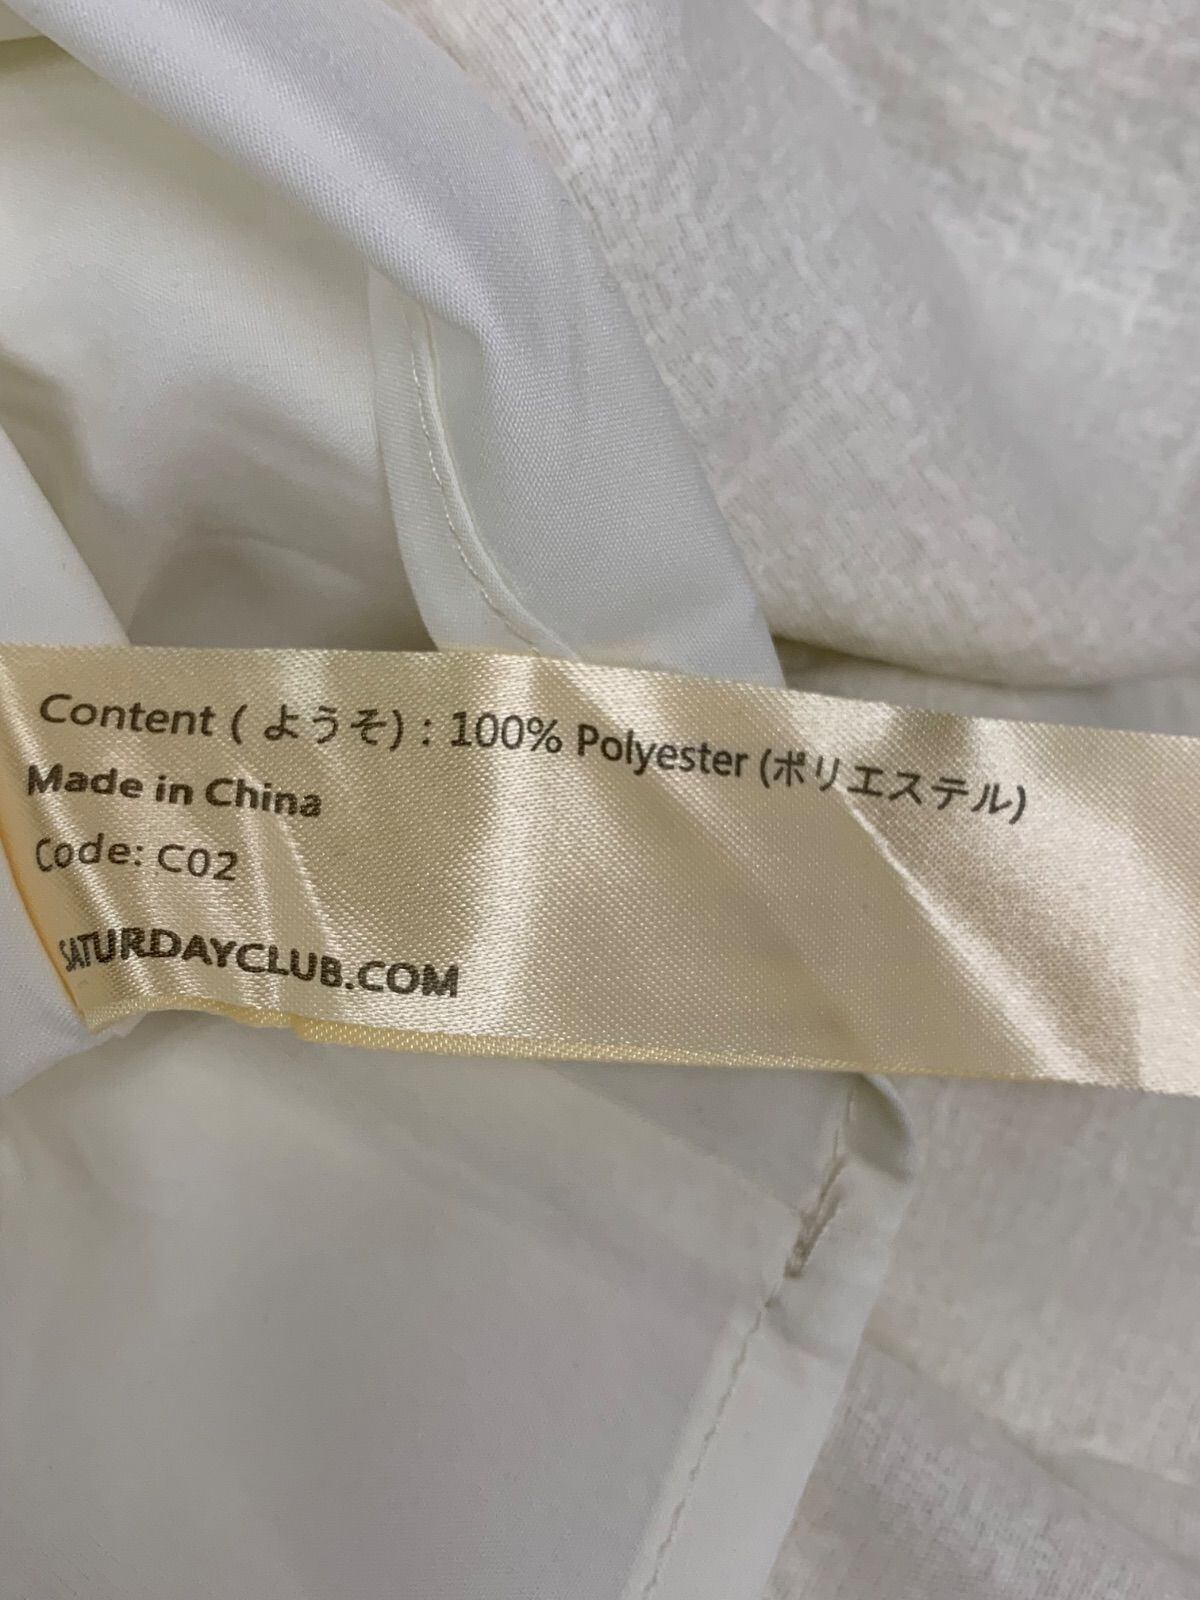 Content ( ようそ) : 100% Polyester (ポリエステル)
Made in China
Code: C02
SATURDAYCLUB.COM